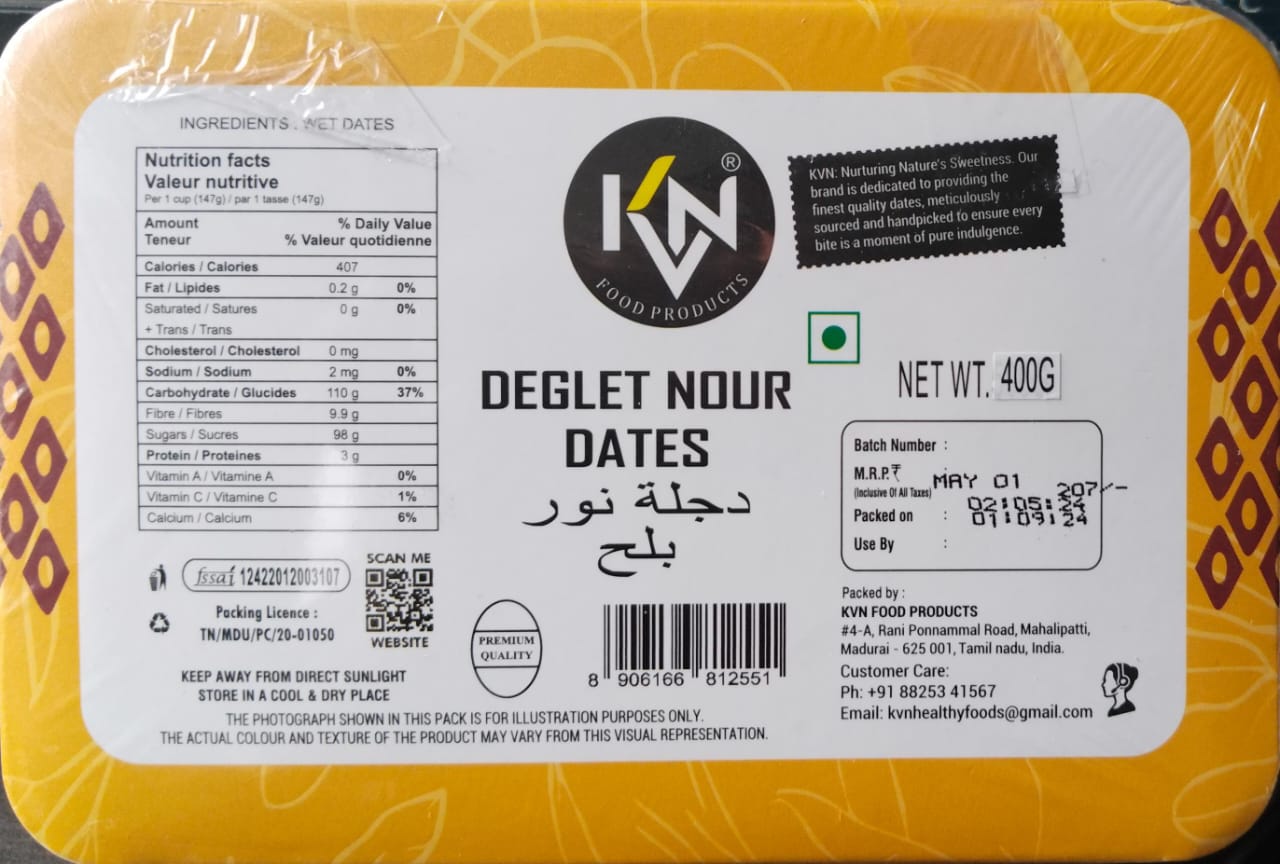 INGREDIENTS : WET DATES
Nutrition facts
Valeur nutritive
Per 1 cup (147g) / par 1 tasse (147g)
Amount % Daily Value
Teneur % Valeur quotidienne
Calories / Calories 407
Fat / Lipides 0.2 g 0%
Saturated / Satures 0 g 0%
+ Trans / Trans
Cholesterol / Cholesterol 0 mg
Sodium / Sodium 2 mg 0%
Carbohydrate / Glucides 110 g 37%
Fibre / Fibres 9.9 g
Sugars / Sucres 98 g
Protein / Proteines 3 g
Vitamin A / Vitamine A 0%
Vitamin C / Vitamine C 1%
Calcium / Calcium 6%
fssai 12422012003107
Packing Licence :
TN/MDU/PC/20-01050
SCAN ME
WEBSITE
KEEP AWAY FROM DIRECT SUNLIGHT
STORE IN A COOL & DRY PLACE
THE PHOTOGRAPH SHOWN IN THIS PACK IS FOR ILLUSTRATION PURPOSES ONLY.
THE ACTUAL COLOUR AND TEXTURE OF THE PRODUCT MAY VARY FROM THIS VISUAL REPRESENTATION.
KVN ®
FOOD PRODUCTS
DEGLET NOUR
DATES
دجلة نور
بلح
PREMIUM
QUALITY
8 906166 812551
KVN: Nurturing Nature's Sweetness. Our
brand is dedicated to providing the
finest quality dates, meticulously
sourced and handpicked to ensure every
bite is a moment of pure indulgence.
NET WT. 400G
Batch Number :
M.R.P.₹ MAY 01
(Inclusive Of All Taxes) 207/-
02:05:24
Packed on : 01:09:24
Use By :
Packed by :
KVN FOOD PRODUCTS
#4-A, Rani Ponnammal Road, Mahalipatti,
Madurai - 625 001, Tamil nadu, India.
Customer Care:
Ph: +91 88253 41567
Email: kvnhealthyfoods@gmail.com